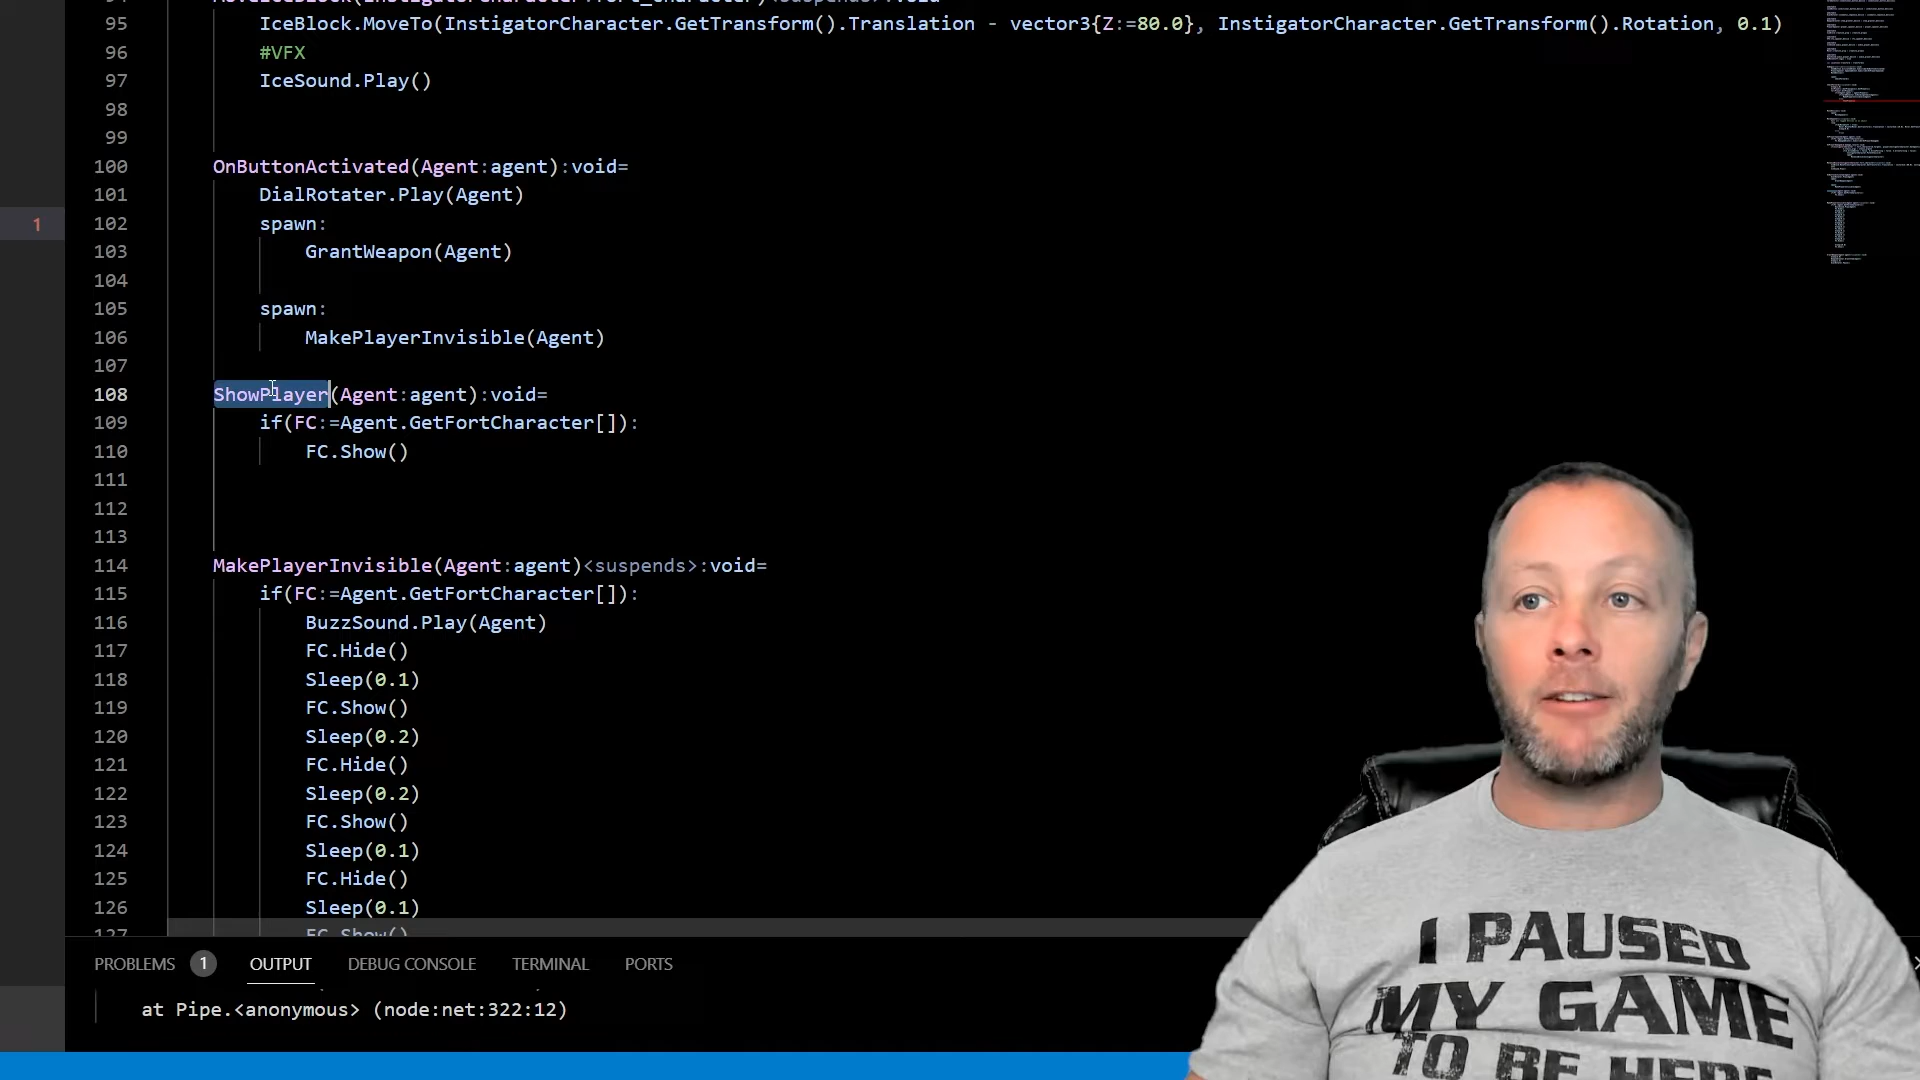 95 IceBlock.MoveTo(InstigatorCharacter.GetTransform().Translation - vector3{Z:=80.0}, InstigatorCharacter.GetTransform().Rotation, 0.1)
96 #VFX
97 IceSound.Play()
98
99
100 OnButtonActivated(Agent:agent):void=
101 DialRotater.Play(Agent)
1
102 spawn:
103 GrantWeapon(Agent)
104
105 spawn:
106 MakePlayerInvisible(Agent)
107
108 ShowPlayer(Agent:agent):void=
109 if(FC:=Agent.GetFortCharacter[]):
110 FC.Show()
111
112
113
114 MakePlayerInvisible(Agent:agent)<suspends>:void=
115 if(FC:=Agent.GetFortCharacter[]):
116 BuzzSound.Play(Agent)
117 FC.Hide()
118 Sleep(0.1)
119 FC.Show()
120 Sleep(0.2)
121 FC.Hide()
122 Sleep(0.2)
123 FC.Show()
124 Sleep(0.1)
125 FC.Hide()
126 Sleep(0.1)
127 FC.Show()
PROBLEMS 1 OUTPUT DEBUG CONSOLE TERMINAL PORTS
at Pipe.<anonymous> (node:net:322:12)
I PAUSED
MY GAME
TO BE HERE